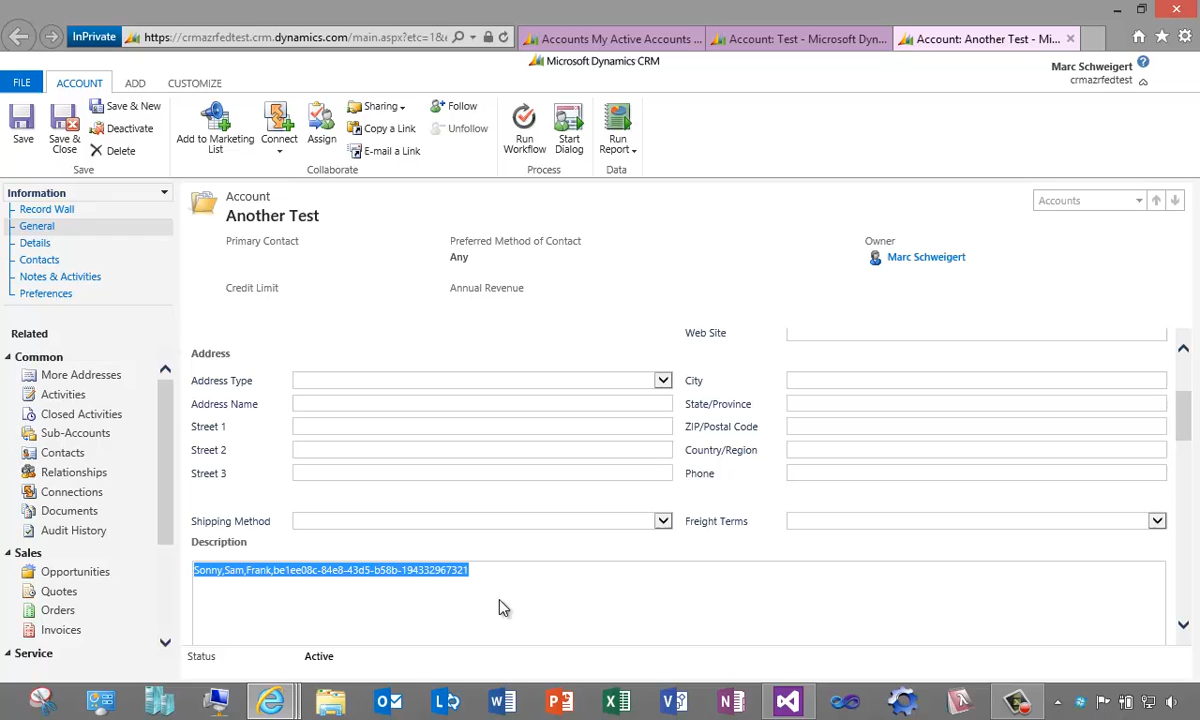 InPrivate
https://crmazrfedtest.crm.dynamics.com/main.aspx?etc=1&
Accounts My Active Accounts ...
Account: Test - Microsoft Dyn...
Account: Another Test - Mi...
Microsoft Dynamics CRM
Marc Schweigert
crmazrfedtest
FILE
ACCOUNT
ADD
CUSTOMIZE
Save
Save & Close
Save & New
Deactivate
Delete
Save
Add to Marketing List
Connect
Assign
Sharing
Copy a Link
E-mail a Link
Follow
Unfollow
Collaborate
Run Workflow
Start Dialog
Process
Run Report
Data
Information
Record Wall
General
Details
Contacts
Notes & Activities
Preferences
Related
Common
More Addresses
Activities
Closed Activities
Sub-Accounts
Contacts
Relationships
Connections
Documents
Audit History
Sales
Opportunities
Quotes
Orders
Invoices
Service
Account
Another Test
Accounts
Primary Contact
Preferred Method of Contact
Any
Owner
Marc Schweigert
Credit Limit
Annual Revenue
Web Site
Address
Address Type
City
Address Name
State/Province
Street 1
ZIP/Postal Code
Street 2
Country/Region
Street 3
Phone
Shipping Method
Freight Terms
Description
Sonny,Sam,Frank,be1ee08c-84e8-43d5-b58b-194332967321
Status
Active